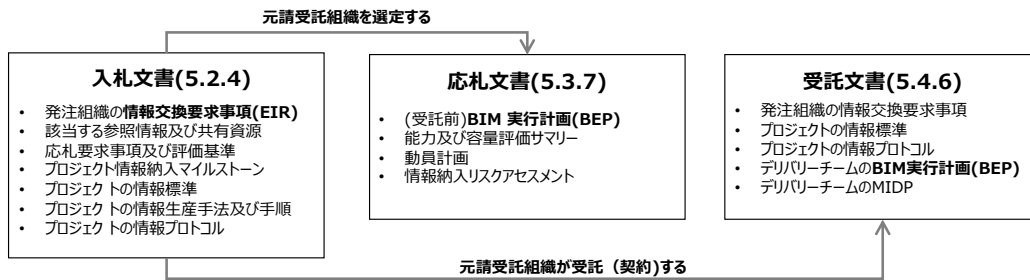 元請受託組織を選定する
入札文書(5.2.4)
• 発注組織の情報交換要求事項(EIR)
• 該当する参照情報及び共有資源
• 応札要求事項及び評価基準
• プロジェクト情報納入マイルストーン
• プロジェクトの情報標準
• プロジェクトの情報生産手法及び手順
• プロジェクトの情報プロトコル
応札文書(5.3.7)
• (受託前)BIM 実行計画(BEP)
• 能力及び容量評価サマリー
• 動員計画
• 情報納入リスクアセスメント
受託文書(5.4.6)
• 発注組織の情報交換要求事項
• プロジェクトの情報標準
• プロジェクトの情報プロトコル
• デリバリーチームのBIM実行計画(BEP)
• デリバリーチームのMIDP
元請受託組織が受託（契約)する